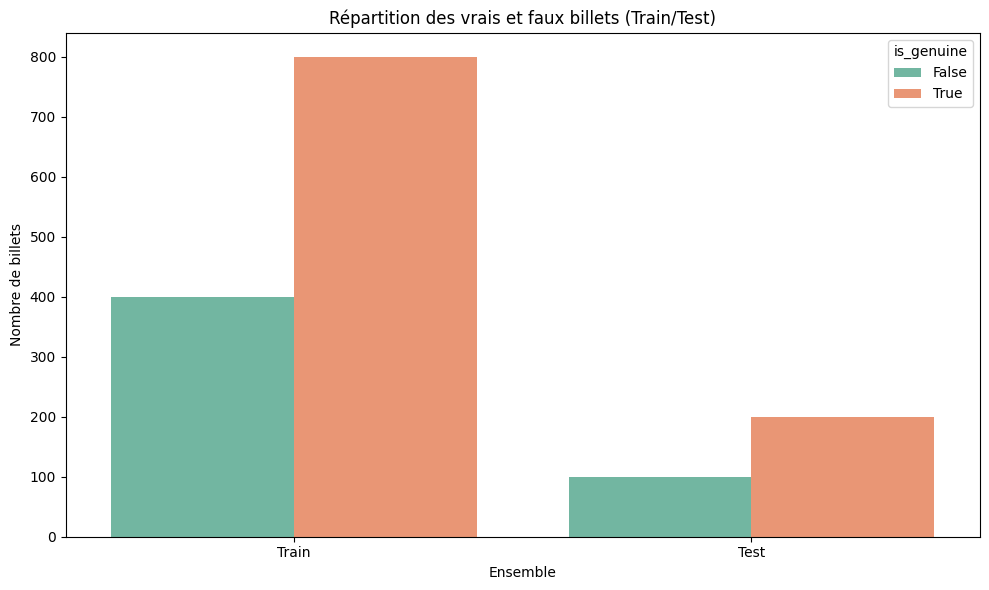 Répartition des vrais et faux billets (Train/Test)
is_genuine
False
True
Nombre de billets
800
700
600
500
400
300
200
100
0
Train
Test
Ensemble